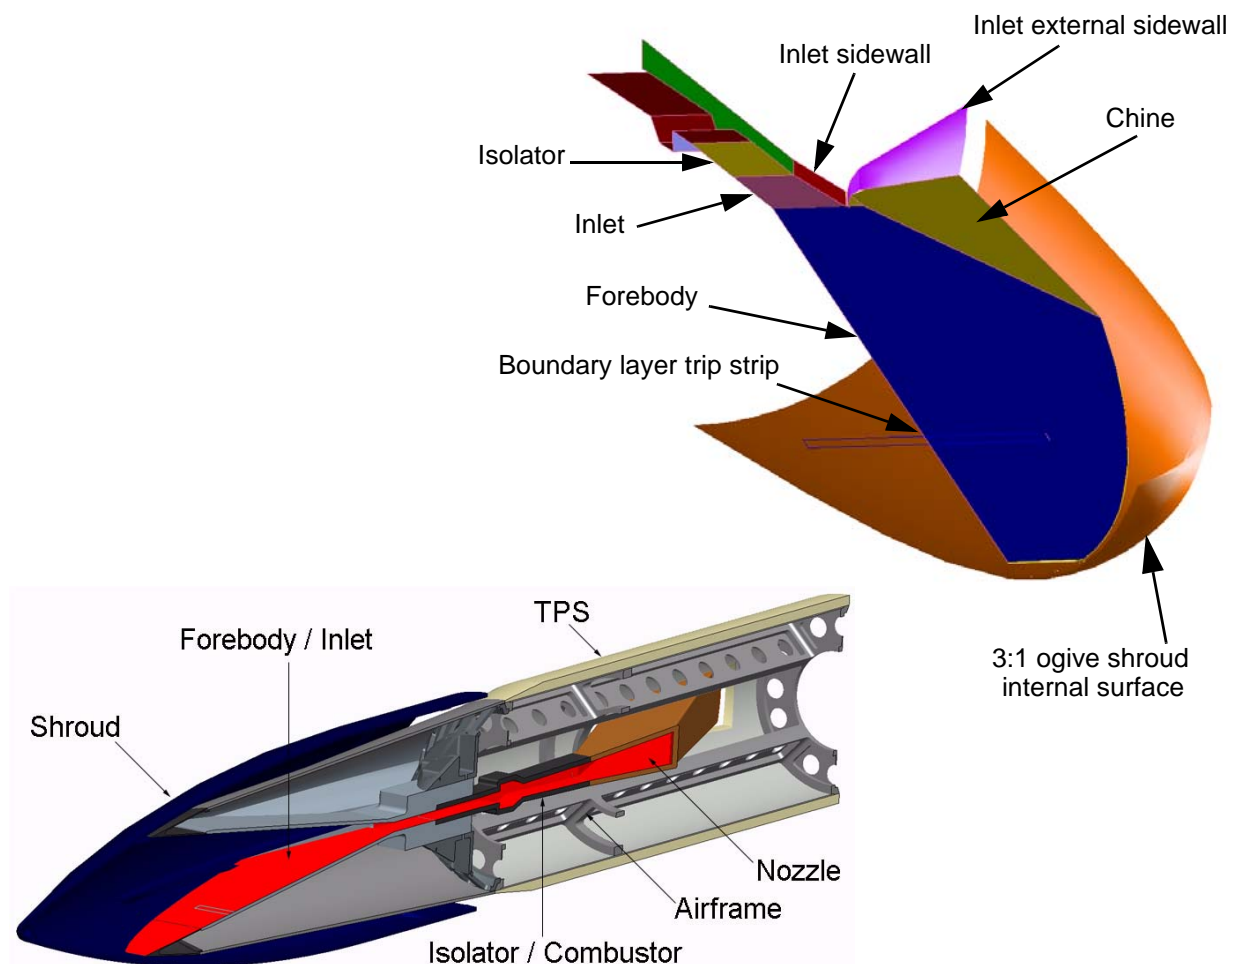 Inlet external sidewall
Inlet sidewall
Chine
Isolator
Inlet
Forebody
Boundary layer trip strip
3:1 ogive shroud
internal surface
TPS
Forebody / Inlet
Shroud
Nozzle
Airframe
Isolator / Combustor